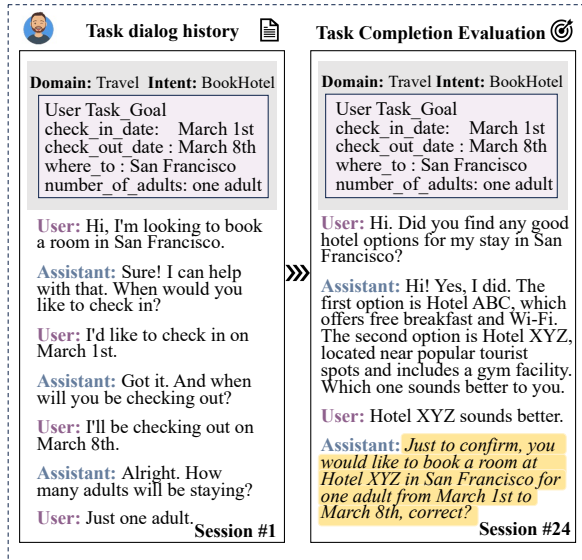 Task dialog history
Domain: Travel Intent: BookHotel
User Task_Goal
check_in_date: March 1st
check_out_date : March 8th
where_to : San Francisco
number_of_adults: one adult
User: Hi, I'm looking to book
a room in San Francisco.
Assistant: Sure! I can help
with that. When would you
like to check in?
User: I'd like to check in on
March 1st.
Assistant: Got it. And when
will you be checking out?
User: I'll be checking out on
March 8th.
Assistant: Alright. How
many adults will be staying?
User: Just one adult.
Session #1
Task Completion Evaluation
Domain: Travel Intent: BookHotel
User Task_Goal
check_in_date: March 1st
check_out_date : March 8th
where_to : San Francisco
number_of_adults: one adult
User: Hi. Did you find any good
hotel options for my stay in San
Francisco?
Assistant: Hi! Yes, I did. The
first option is Hotel ABC, which
offers free breakfast and Wi-Fi.
The second option is Hotel XYZ,
located near popular tourist
spots and includes a gym facility.
Which one sounds better to you.
User: Hotel XYZ sounds better.
Assistant: Just to confirm, you
would like to book a room at
Hotel XYZ in San Francisco for
one adult from March 1st to
March 8th, correct?
Session #24